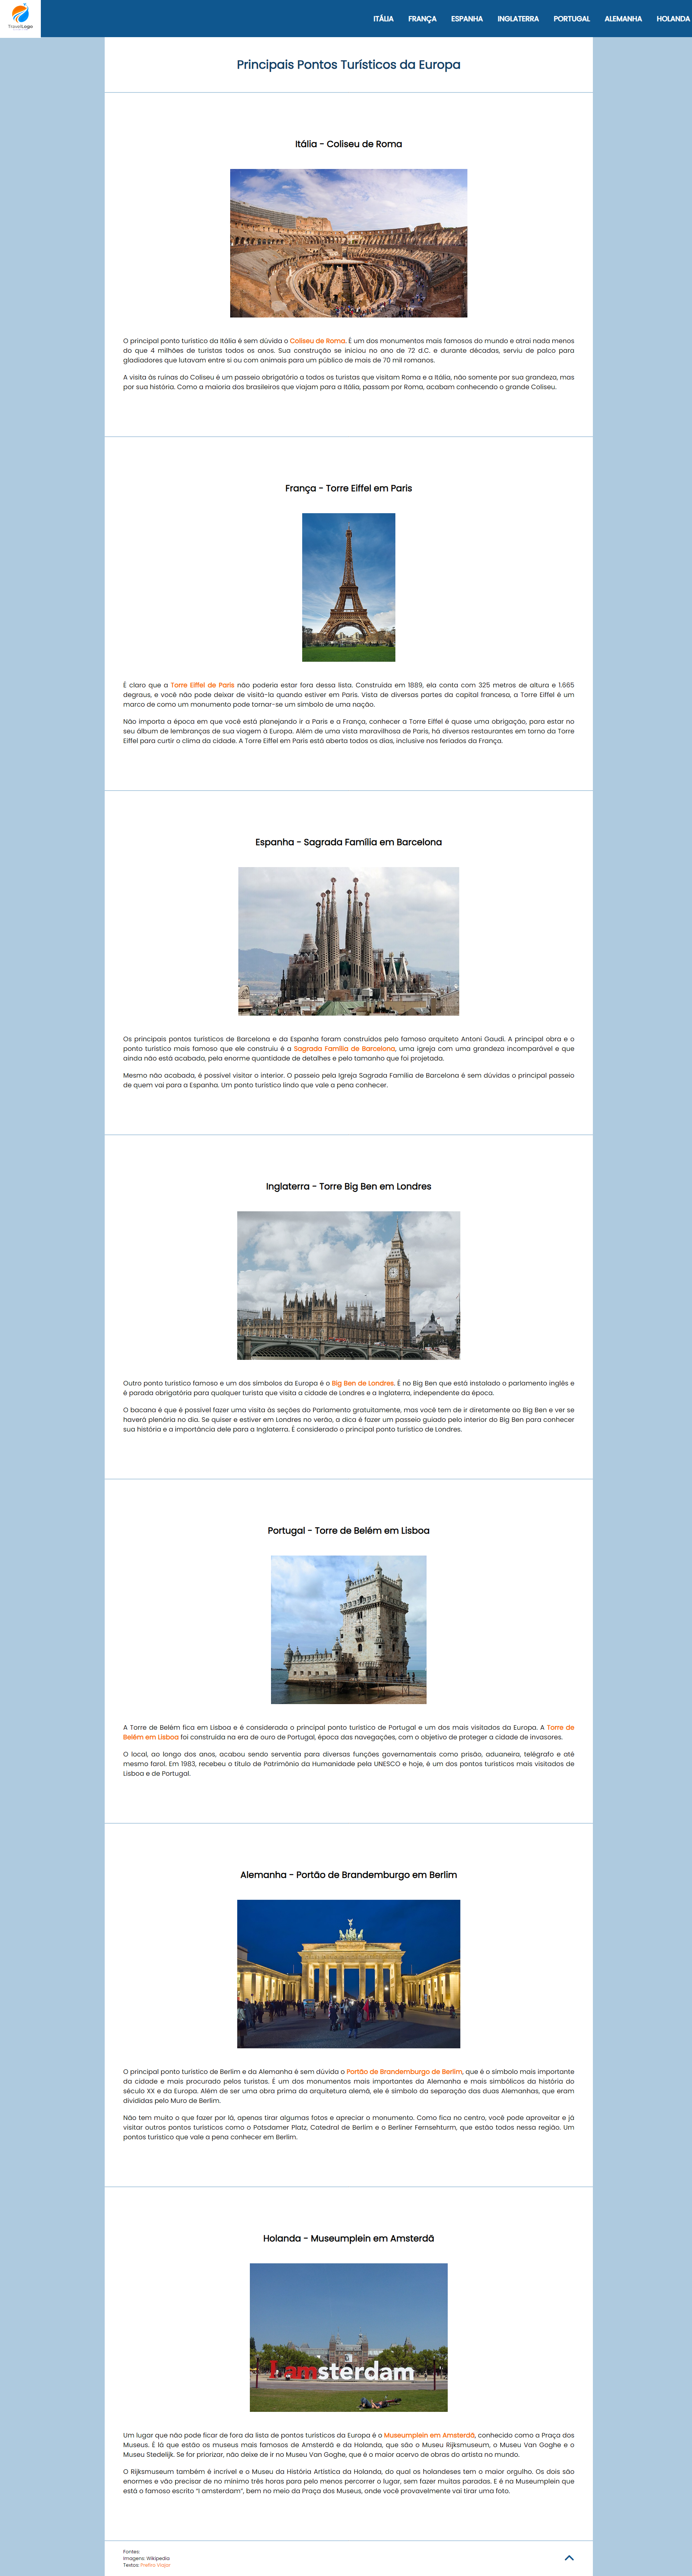 TravelLogo
ITÁLIA FRANÇA ESPANHA INGLATERRA PORTUGAL ALEMANHA HOLANDA
Principais Pontos Turísticos da Europa
Itália - Coliseu de Roma
O principal ponto turístico da Itália é sem dúvida o Coliseu de Roma. É um dos monumentos mais famosos do mundo e atrai nada menos
do que 4 milhões de turistas todos os anos. Sua construção se iniciou no ano de 72 d.C. e durante décadas, serviu de palco para
gladiadores que lutavam entre si ou com animais para um público de mais de 70 mil romanos.
A visita às ruínas do Coliseu é um passeio obrigatório a todos os turistas que visitam Roma e a Itália, não somente por sua grandeza, mas
por sua história. Como a maioria dos brasileiros que viajam para a Itália, passam por Roma, acabam conhecendo o grande Coliseu.
França - Torre Eiffel em Paris
É claro que a Torre Eiffel de Paris não poderia estar fora dessa lista. Construída em 1889, ela conta com 325 metros de altura e 1.665
degraus, e você não pode deixar de visitá-la quando estiver em Paris. Vista de diversas partes da capital francesa, a Torre Eiffel é um
marco de como um monumento pode tornar-se um símbolo de uma nação.
Não importa a época em que você está planejando ir a Paris e a França, conhecer a Torre Eiffel é quase uma obrigação, para estar no
seu álbum de lembranças de sua viagem à Europa. Além de uma vista maravilhosa de Paris, há diversos restaurantes em torno da Torre
Eiffel para curtir o clima da cidade. A Torre Eiffel em Paris está aberta todos os dias, inclusive nos feriados da França.
Espanha - Sagrada Família em Barcelona
Os principais pontos turísticos de Barcelona e da Espanha foram construídos pelo famoso arquiteto Antoni Gaudí. A principal obra e o
ponto turístico mais famoso que ele construiu é a Sagrada Família de Barcelona, uma igreja com uma grandeza incomparável e que
ainda não está acabada, pela enorme quantidade de detalhes e pelo tamanho que foi projetada.
Mesmo não acabada, é possível visitar o interior. O passeio pela Igreja Sagrada Família de Barcelona é sem dúvidas o principal passeio
de quem vai para a Espanha. Um ponto turístico lindo que vale a pena conhecer.
Inglaterra - Torre Big Ben em Londres
Outro ponto turístico famoso e um dos símbolos da Europa é o Big Ben de Londres. É no Big Ben que está instalado o parlamento inglês e
é parada obrigatória para qualquer turista que visita a cidade de Londres e a Inglaterra, independente da época.
O bacana é que é possível fazer uma visita às seções do Parlamento gratuitamente, mas você tem de ir diretamente ao Big Ben e ver se
haverá plenária no dia. Se quiser e estiver em Londres no verão, a dica é fazer um passeio guiado pelo interior do Big Ben para conhecer
sua história e a importância dele para a Inglaterra. É considerado o principal ponto turístico de Londres.
Portugal - Torre de Belém em Lisboa
A Torre de Belém fica em Lisboa e é considerada o principal ponto turístico de Portugal e um dos mais visitados da Europa. A Torre de
Belém em Lisboa foi construída na era de ouro de Portugal, época das navegações, com o objetivo de proteger a cidade de invasores.
O local, ao longo dos anos, acabou sendo serventia para diversas funções governamentais como prisão, aduaneira, telégrafo e até
mesmo farol. Em 1983, recebeu o título de Patrimônio da Humanidade pela UNESCO e hoje, é um dos pontos turísticos mais visitados de
Lisboa e de Portugal.
Alemanha - Portão de Brandemburgo em Berlim
O principal ponto turístico de Berlim e da Alemanha é sem dúvida o Portão de Brandemburgo de Berlim, que é o símbolo mais importante
da cidade e mais procurado pelos turistas. É um dos monumentos mais importantes da Alemanha e mais simbólicos da história do
século XX e da Europa. Além de ser uma obra prima da arquitetura alemã, ele é símbolo da separação das duas Alemanhas, que eram
divididas pelo Muro de Berlim.
Não tem muito o que fazer por lá, apenas tirar algumas fotos e apreciar o monumento. Como fica no centro, você pode aproveitar e já
visitar outros pontos turísticos como o Potsdamer Platz, Catedral de Berlim e o Berliner Fernsehturm, que estão todos nessa região. Um
pontos turístico que vale a pena conhecer em Berlim.
Holanda - Museumplein em Amsterdã
I amsterdam
Um lugar que não pode ficar de fora da lista de pontos turísticos da Europa é o Museumplein em Amsterdã, conhecido como a Praça dos
Museus. É lá que estão os museus mais famosos de Amsterdã e da Holanda, que são o Museu Rijksmuseum, o Museu Van Goghe e o
Museu Stedelijk. Se for priorizar, não deixe de ir no Museu Van Goghe, que é o maior acervo de obras do artista no mundo.
O Rijksmuseum também é incrível e o Museu da História Artística da Holanda, do qual os holandeses tem o maior orgulho. Os dois são
enormes e vão precisar de no mínimo três horas para pelo menos percorrer o lugar, sem fazer muitas paradas. E é na Museumplein que
está o famoso escrito “I amsterdam”, bem no meio da Praça dos Museus, onde você provavelmente vai tirar uma foto.
Fontes:
Imagens: Wikipedia
Textos: Prefiro Viajar